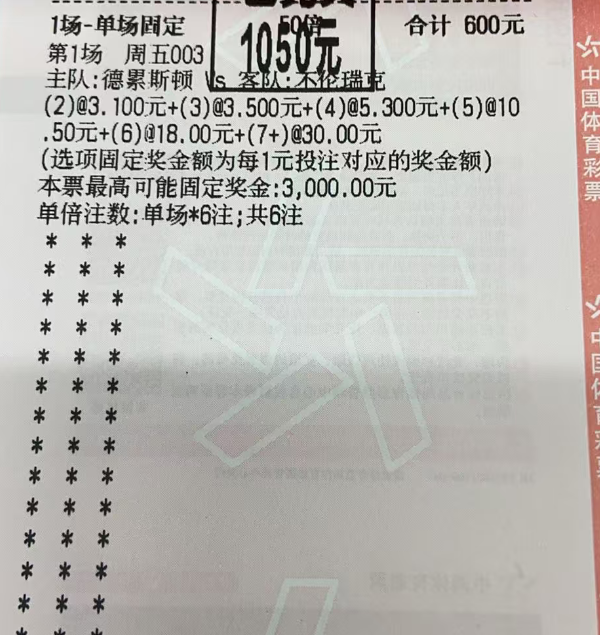 1场-单场固定 50倍 合计 600元
1050元
第1场 周五003
主队:德累斯顿 Vs 客队:不伦瑞克
(2)@3.100元+(3)@3.500元+(4)@5.300元+(5)@10
.50元+(6)@18.00元+(7+)@30.00元
(选项固定奖金额为每1元投注对应的奖金额)
本票最高可能固定奖金:3,000.00元
单倍注数:单场*6注;共6注
* * *
* * *
* * *
* * *
* * *
* * *
* * *
* * *
* * *
* * *
* * *
* * *
* * *
中国体育彩票
中国体育彩票